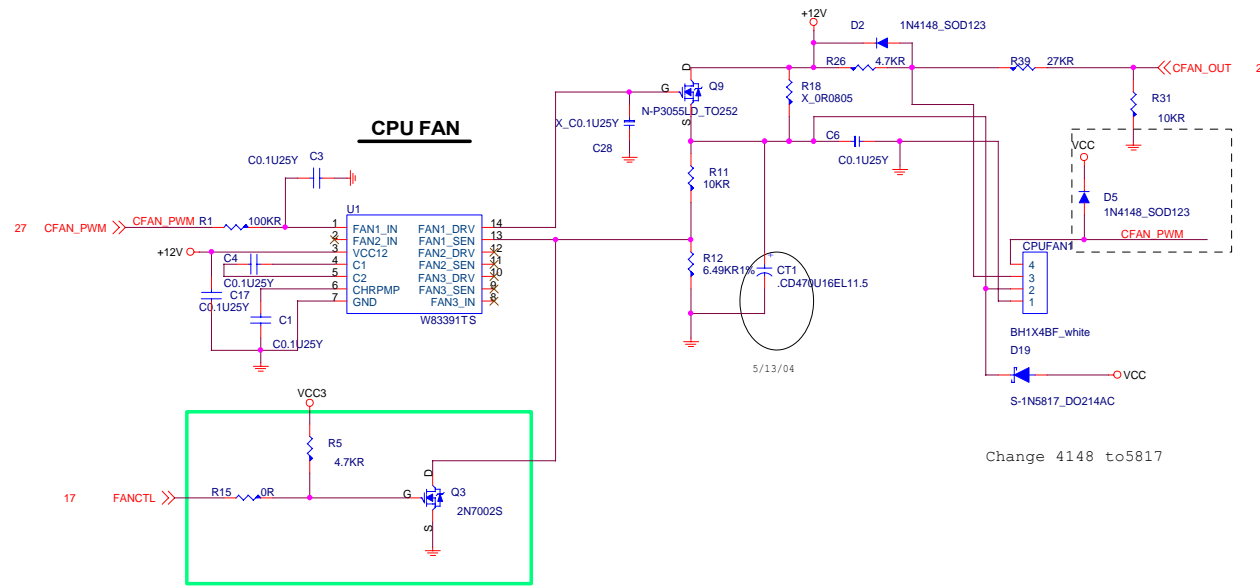 +12V
D2 1N4148_SOD123
R26 4.7KR
R39 27KR
CFAN_OUT 2
D
G
S
Q9
N-P3055LD_TO252
R18
X_0R0805
R31
10KR
X_C0.1U25Y
C28
CPU FAN
C6
C0.1U25Y
VCC
D5
1N4148_SOD123
CFAN_PWM
C0.1U25Y C3
R11
10KR
27 CFAN_PWM CFAN_PWM R1 100KR
U1
1 FAN1_IN FAN1_DRV 14
2 FAN2_IN FAN1_SEN 13
3 VCC12 FAN2_DRV 12
4 C1 FAN2_SEN 11
5 C2 FAN3_DRV 10
6 CHRPMP FAN3_SEN 9
7 GND FAN3_IN 8
W83391TS
+12V
C4
C0.1U25Y
C17
C0.1U25Y
C1
C0.1U25Y
R12
6.49KR1%
+
CT1
.CD470U16EL11.5
5/13/04
CPUFAN1
4
3
2
1
BH1X4BF_white
D19
VCC
S-1N5817_DO214AC
Change 4148 to5817
VCC3
R5
4.7KR
17 FANCTL R15 0R
D
G
S
Q3
2N7002S